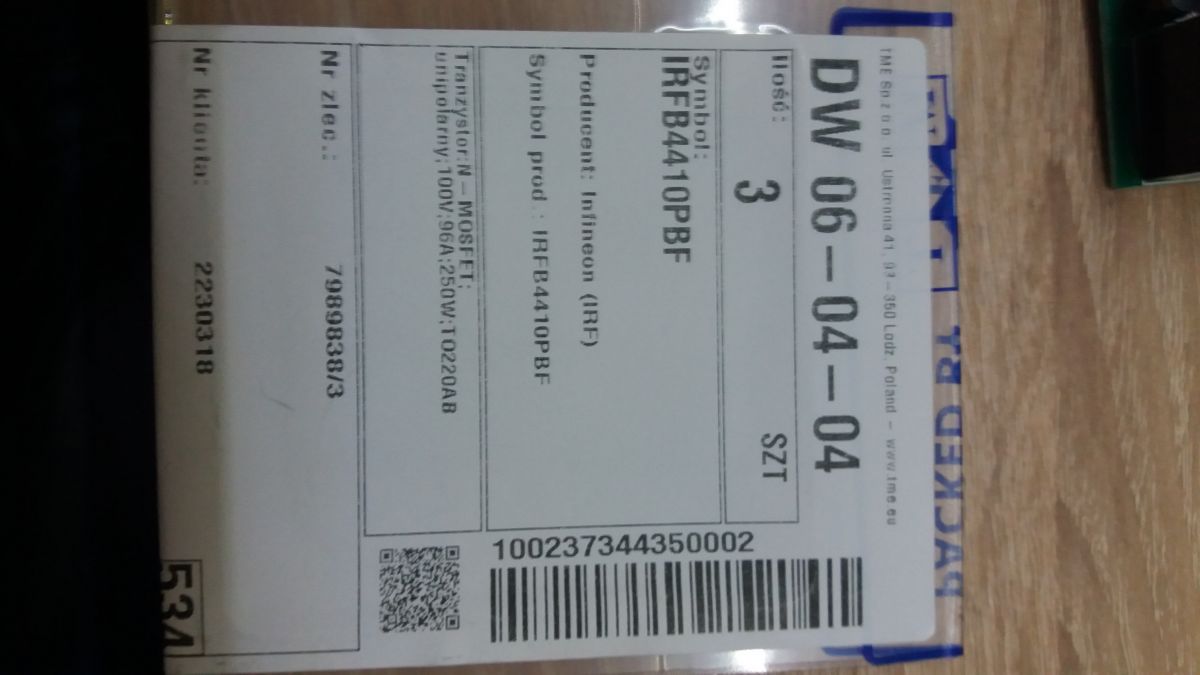 TME Sp.z o.o. ul. Ustronna 41, 93-350 Lodz, Poland - www.tme.eu
DW 06-04-04
Ilość: 3 SZT
Symbol:
IRFB4410PBF
Producent: Infineon (IRF)
Symbol prod.: IRFB4410PBF
Tranzystor:N-MOSFET;
unipolarny;100V;96A;250W;TO220AB
Nr zlec.: 7989838/3
Nr klienta: 2230318
100237344350002
534
PACKED BY